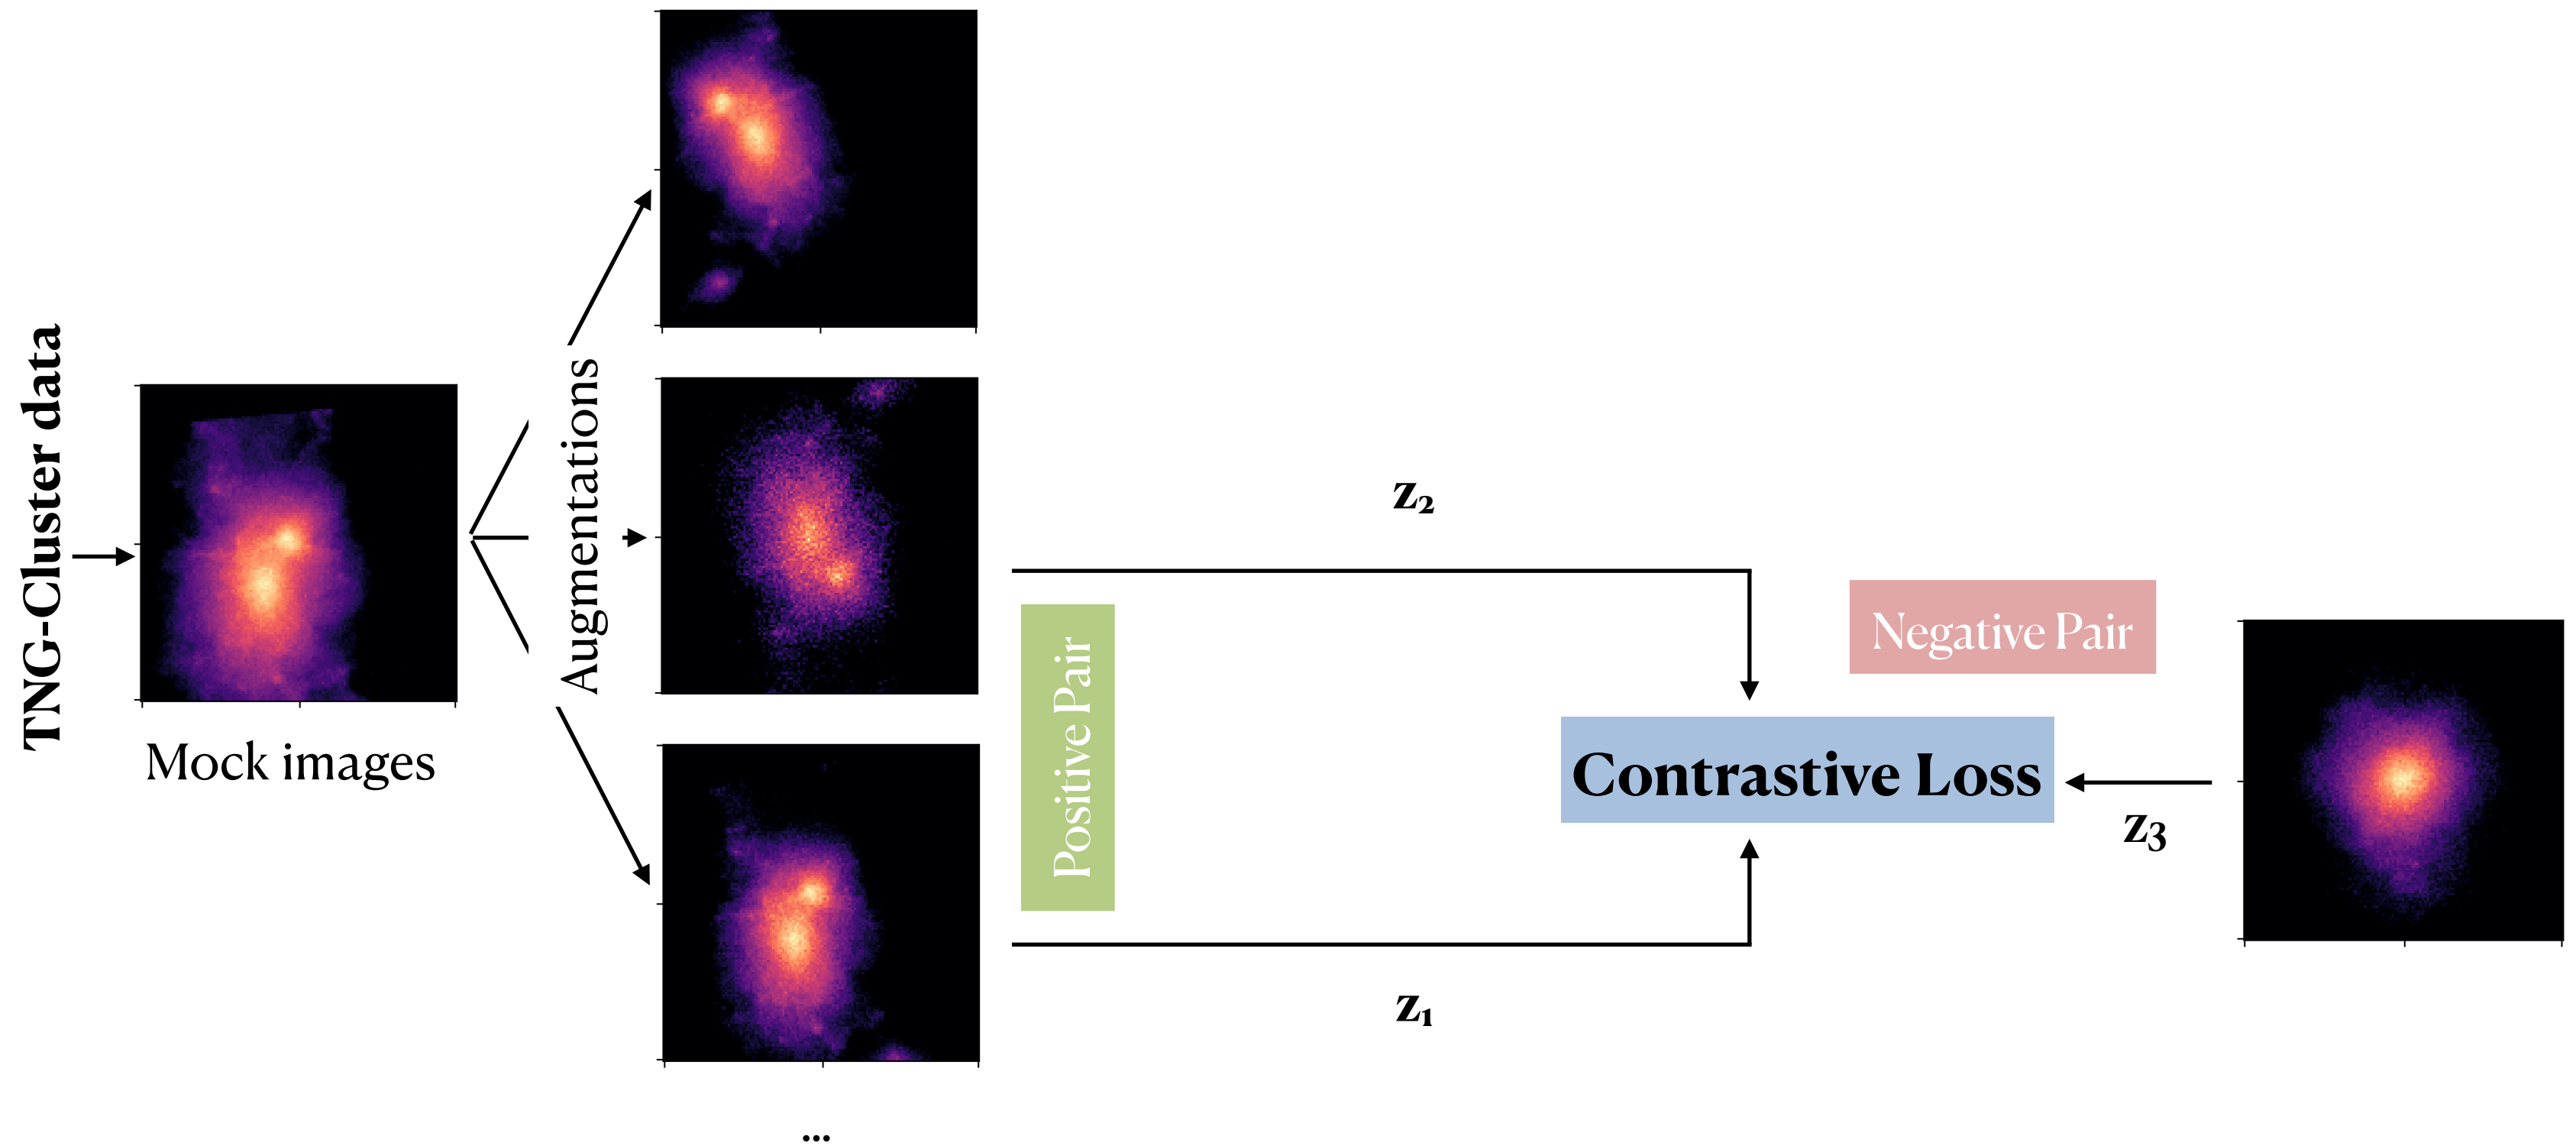 TNG-Cluster data
Mock images
Augmentations
...
Positive Pair
z₂
z₁
Negative Pair
Contrastive Loss
z₃